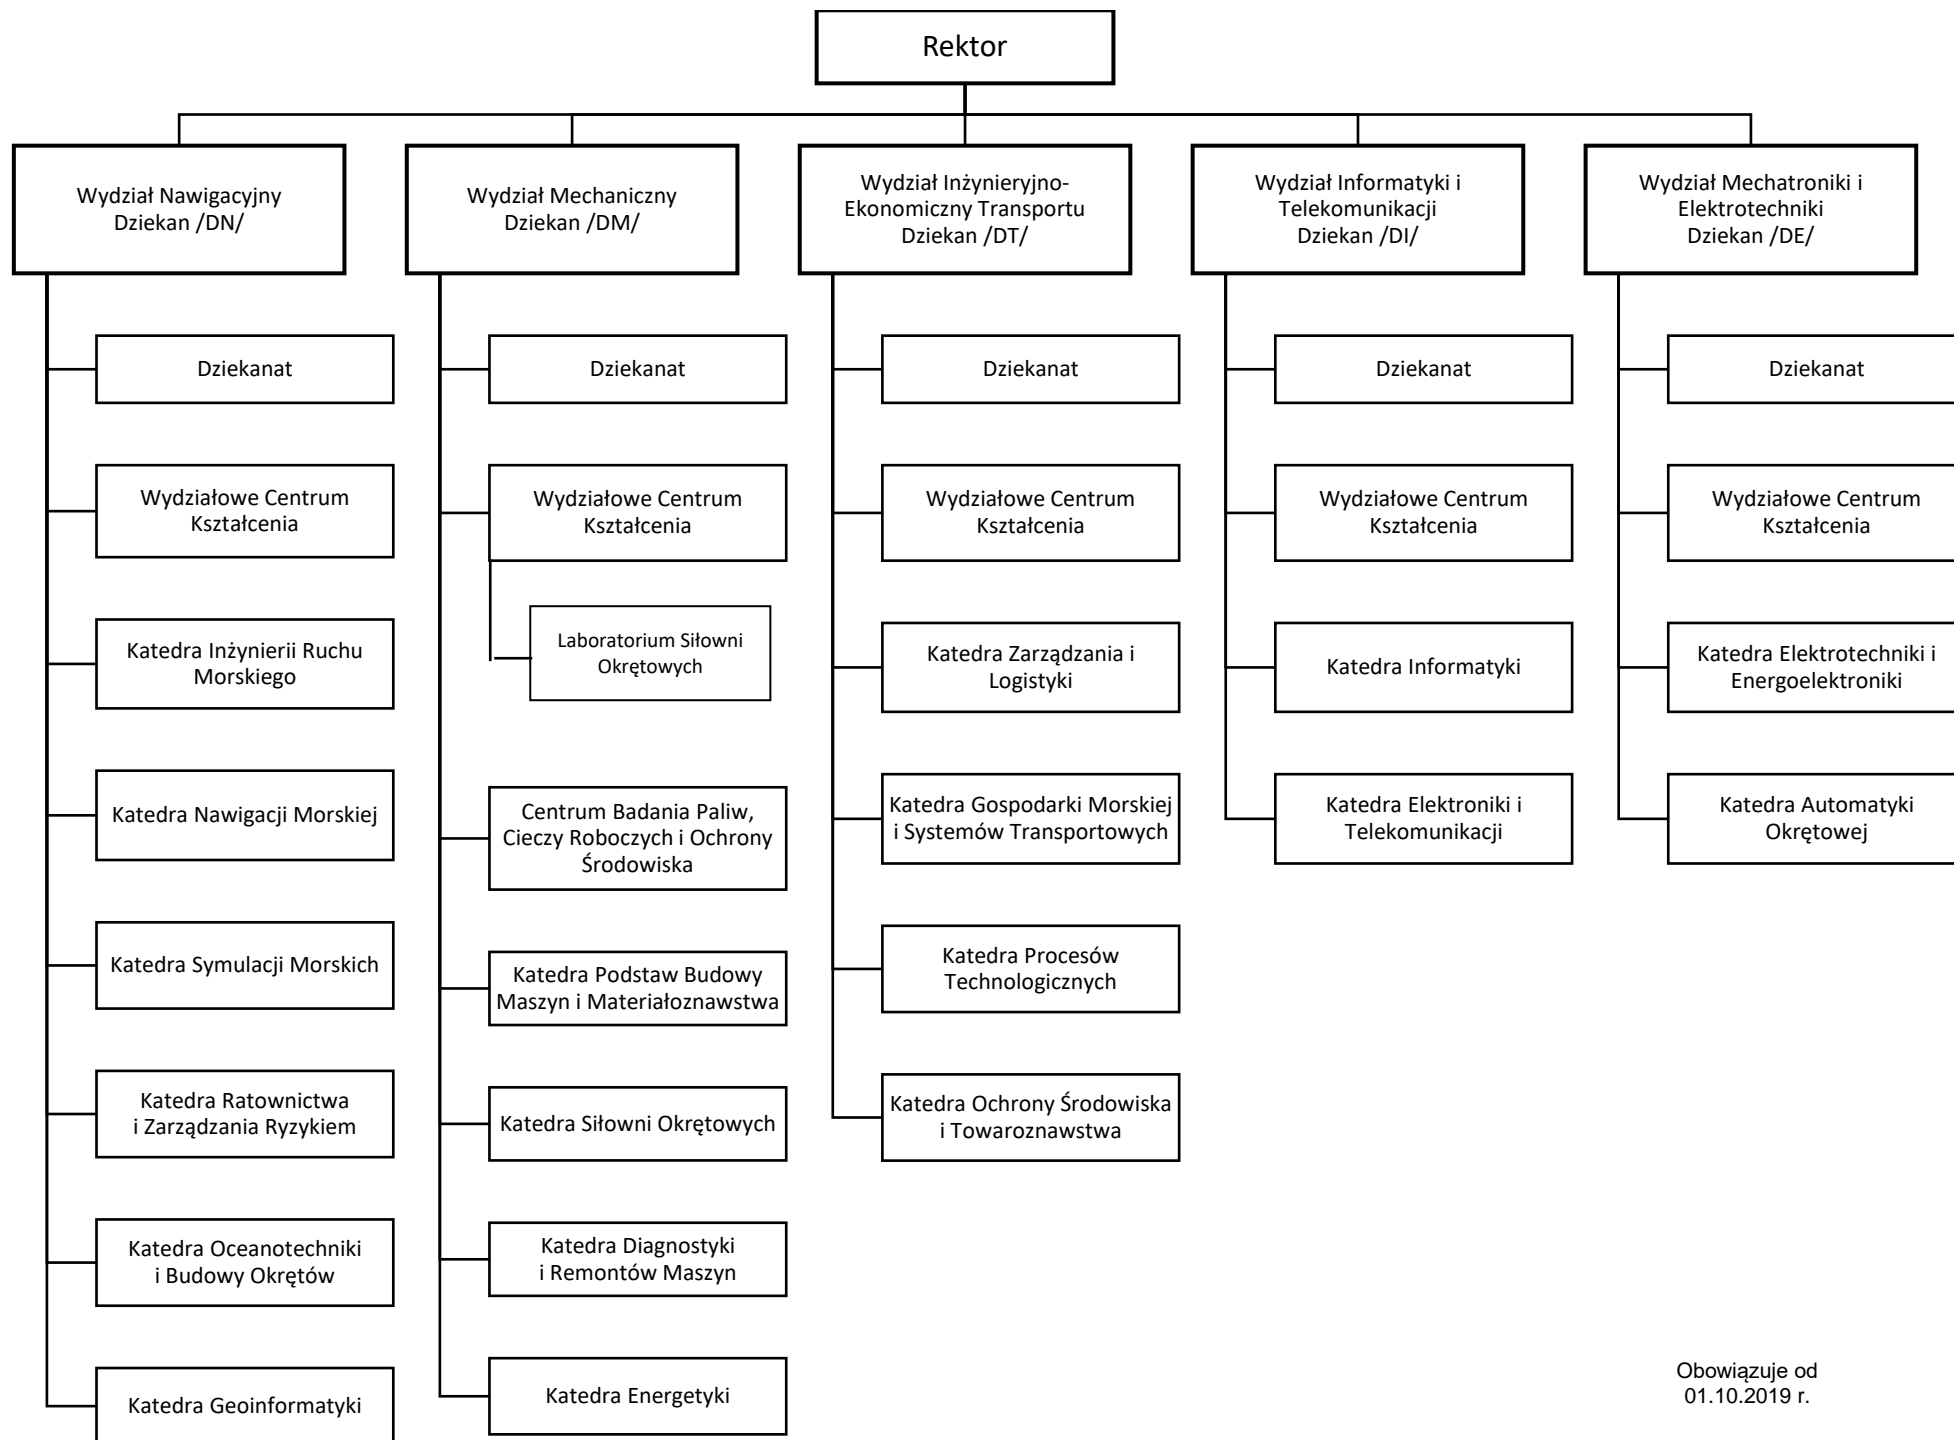 Rektor
Wydział Nawigacyjny
Dziekan /DN/
Wydział Mechaniczny
Dziekan /DM/
Wydział Inżynieryjno-
Ekonomiczny Transportu
Dziekan /DT/
Wydział Informatyki i
Telekomunikacji
Dziekan /DI/
Wydział Mechatroniki i
Elektrotechniki
Dziekan /DE/
Dziekanat
Wydziałowe Centrum
Kształcenia
Katedra Inżynierii Ruchu
Morskiego
Katedra Nawigacji Morskiej
Katedra Symulacji Morskich
Katedra Ratownictwa
i Zarządzania Ryzykiem
Katedra Oceanotechniki
i Budowy Okrętów
Katedra Geoinformatyki
Dziekanat
Wydziałowe Centrum
Kształcenia
Laboratorium Siłowni
Okrętowych
Centrum Badania Paliw,
Cieczy Roboczych i Ochrony
Środowiska
Katedra Podstaw Budowy
Maszyn i Materiałoznawstwa
Katedra Siłowni Okrętowych
Katedra Diagnostyki
i Remontów Maszyn
Katedra Energetyki
Dziekanat
Wydziałowe Centrum
Kształcenia
Katedra Zarządzania i
Logistyki
Katedra Gospodarki Morskiej
i Systemów Transportowych
Katedra Procesów
Technologicznych
Katedra Ochrony Środowiska
i Towaroznawstwa
Dziekanat
Wydziałowe Centrum
Kształcenia
Katedra Informatyki
Katedra Elektroniki i
Telekomunikacji
Dziekanat
Wydziałowe Centrum
Kształcenia
Katedra Elektrotechniki i
Energoelektroniki
Katedra Automatyki
Okrętowej
Obowiązuje od
01.10.2019 r.